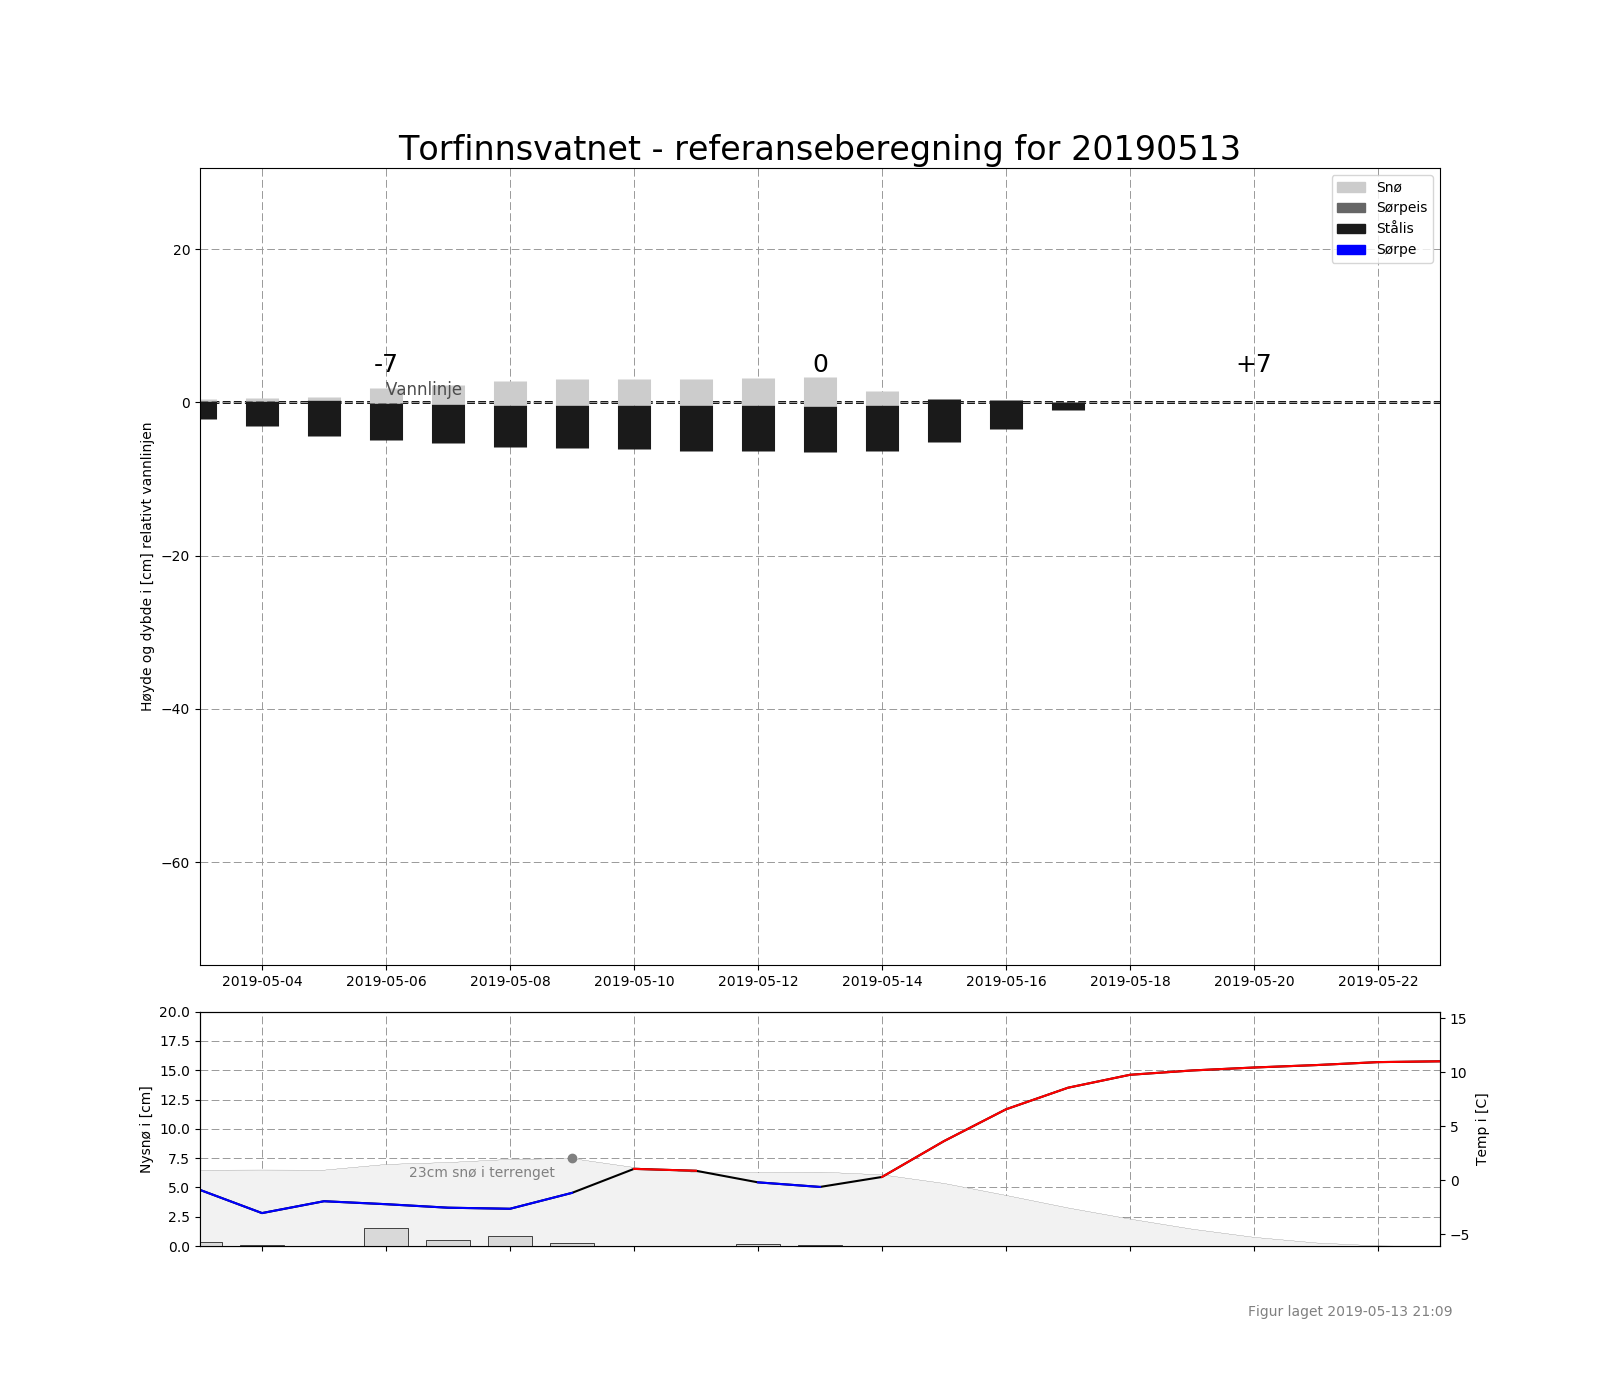 Torfinnsvatnet - referanseberegning for 20190513
Snø
Sørpeis
Stålis
Sørpe
20
0
−20
−40
−60
Høyde og dybde i [cm] relativt vannlinjen
-7
0
+7
Vannlinje
2019-05-04 2019-05-06 2019-05-08 2019-05-10 2019-05-12 2019-05-14 2019-05-16 2019-05-18 2019-05-20 2019-05-22
20.0
17.5
15.0
12.5
10.0
7.5
5.0
2.5
0.0
Nysnø i [cm]
23cm snø i terrenget
15
10
5
0
−5
Temp i [C]
Figur laget 2019-05-13 21:09